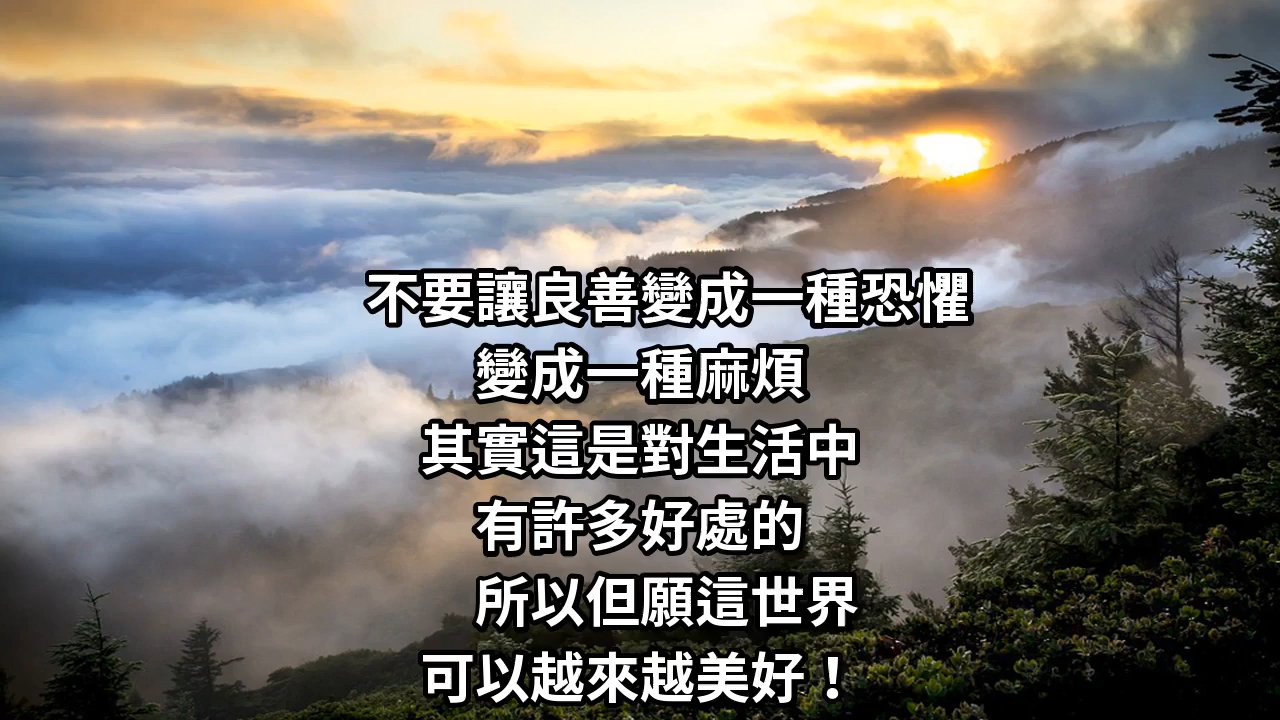 不要讓良善變成一種恐懼
變成一種麻煩
其實這是對生活中
有許多好處的
所以但願這世界
可以越來越美好！